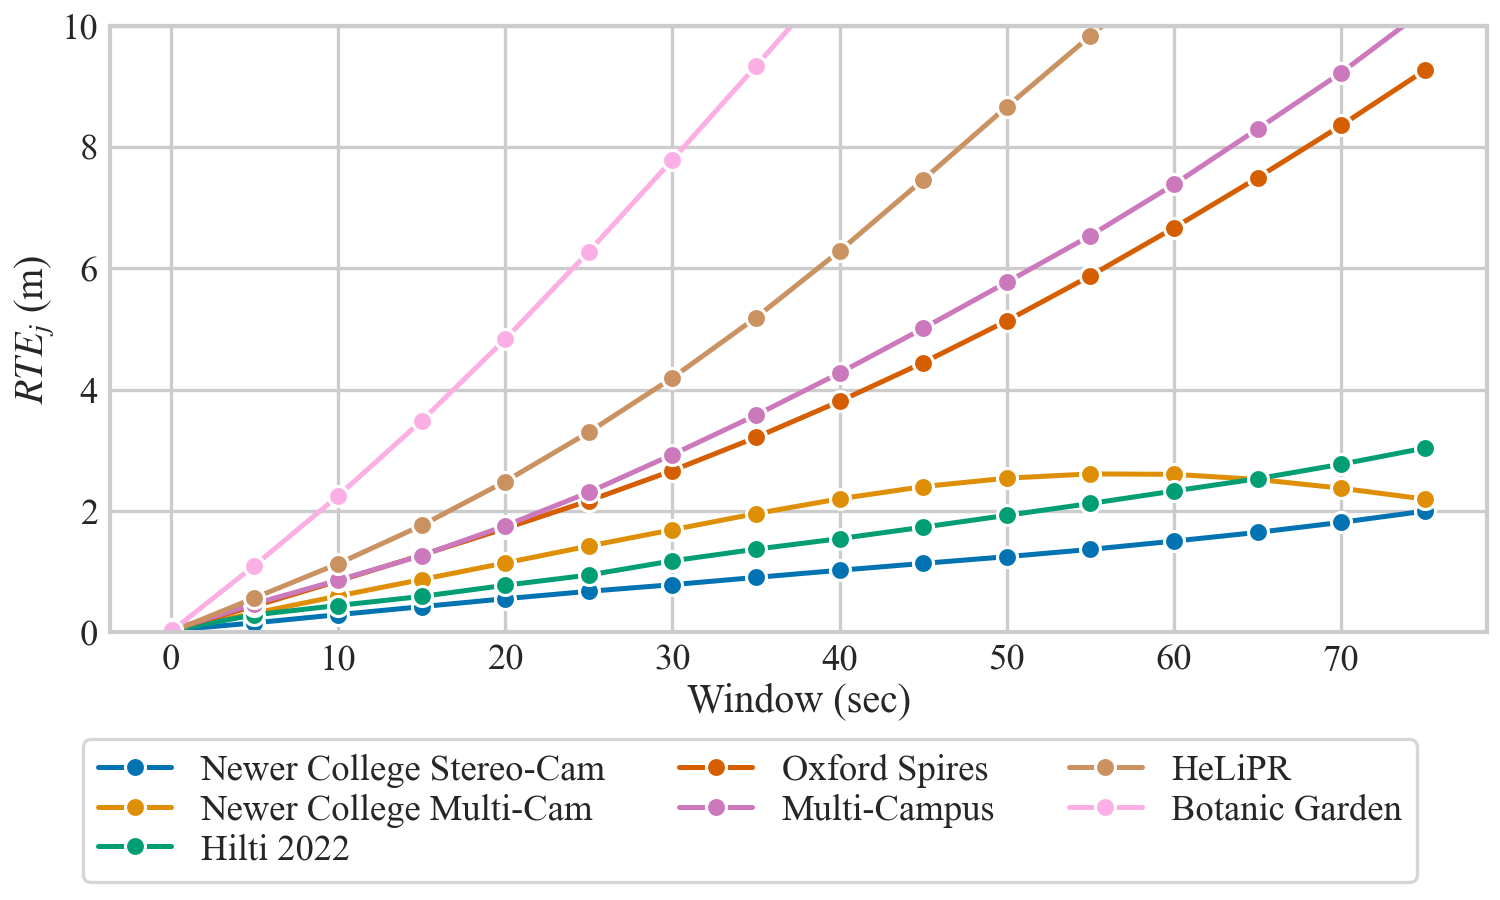 10
8
6
4
2
0
RTE_j (m)
0 10 20 30 40 50 60 70
Window (sec)
Newer College Stereo-Cam Oxford Spires HeLiPR
Newer College Multi-Cam Multi-Campus Botanic Garden
Hilti 2022